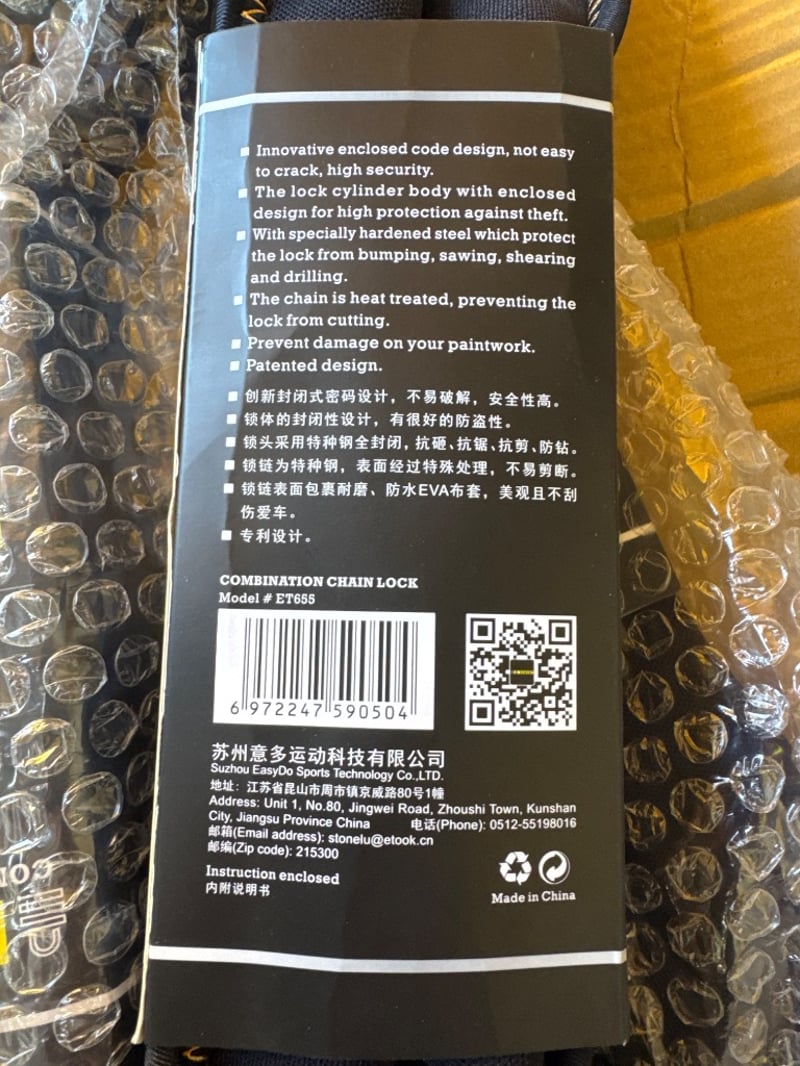 Innovative enclosed code design, not easy
to crack, high security.
The lock cylinder body with enclosed
design for high protection against theft.
With specially hardened steel which protect
the lock from bumping, sawing, shearing
and drilling.
The chain is heat treated, preventing the
lock from cutting.
Prevent damage on your paintwork.
Patented design.
创新封闭式密码设计，不易破解，安全性高。
锁体的封闭性设计，有很好的防盗性。
锁头采用特种钢全封闭，抗砸、抗锯、抗剪、防钻。
锁链为特种钢，表面经过特殊处理，不易剪断。
锁链表面包裹耐磨、防水EVA布套，美观且不刮
伤爱车。
专利设计。
COMBINATION CHAIN LOCK
Model # ET655
6 972247 590504
苏州意多运动科技有限公司
Suzhou EasyDo Sports Technology Co.,LTD.
地址：江苏省昆山市周市镇京威路80号1幢
Address: Unit 1, No.80, Jingwei Road, Zhoushi Town, Kunshan
City, Jiangsu Province China 电话(Phone): 0512-55198016
邮箱(Email address): stonelu@etook.cn
邮编(Zip code): 215300
Instruction enclosed
内附说明书
Made in China